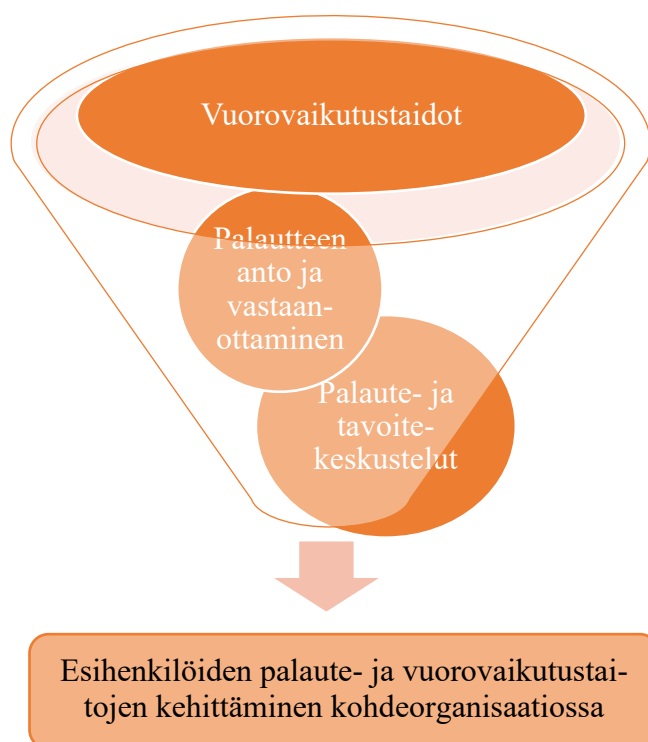 Vuorovaikutustaidot
Palautteen
anto ja
vastaan-
ottaminen
Palaute- ja
tavoite-
keskustelut
Esihenkilöiden palaute- ja vuorovaikutustai-
tojen kehittäminen kohdeorganisaatiossa